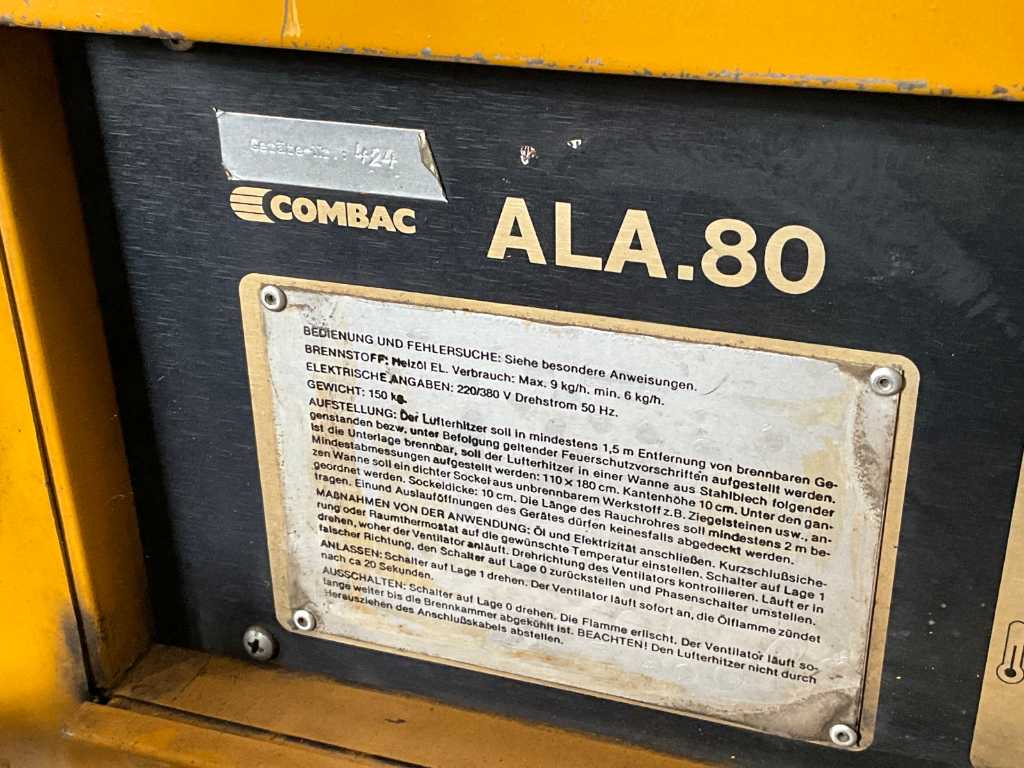 Geräte-Nr.: 424
COMBAC
ALA.80
BEDIENUNG UND FEHLERSUCHE: Siehe besondere Anweisungen.
BRENNSTOFF: Heizöl EL. Verbrauch: Max. 9 kg/h. min. 6 kg/h.
ELEKTRISCHE ANGABEN: 220/380 V Drehstrom 50 Hz.
GEWICHT: 150 kg.
AUFSTELLUNG: Der Lufterhitzer soll in mindestens 1,5 m Entfernung von brennbaren Ge-
genstanden bezw. unter Befolgung geltender Feuerschutzvorschriften aufgestellt werden.
Ist die Unterlage brennbar, soll der Lufterhitzer in einer Wanne aus Stahlblech folgender
Mindestabmessungen aufgestellt werden: 110 × 180 cm. Kantenhöhe 10 cm. Unter den gan-
zen Wanne soll ein dichter Sockel aus unbrennbarem Werkstoff z.B. Ziegelsteinen usw., an-
geordnet werden. Sockeldicke: 10 cm. Die Länge des Rauchrohres soll mindestens 2 m be-
tragen. Einund Auslauföffnungen des Gerätes dürfen keinesfalls abgedeckt werden.
MAßNAHMEN VON DER ANWENDUNG: Öl und Elektrizität anschließen. Kurzschlußsiche-
rung oder Raumthermostat auf die gewünschte Temperatur einstellen. Schalter auf Lage 1
drehen, woher der Ventilator anläuft. Drehrichtung des Ventilators kontrollieren. Läuft er in
falscher Richtung, den Schalter auf Lage 0 zurückstellen und Phasenschalter umstellen.
ANLASSEN: Schalter auf Lage 1 drehen. Der Ventilator läuft sofort an, die Ölflamme zündet
nach ca 20 Sekunden.
AUSSCHALTEN: Schalter auf Lage 0 drehen. Die Flamme erlischt. Der Ventilator läuft so-
lange weiter bis die Brennkammer abgekühlt ist. BEACHTEN! Den Lufterhitzer nicht durch
Herausziehen des Anschlußkabels abstellen.